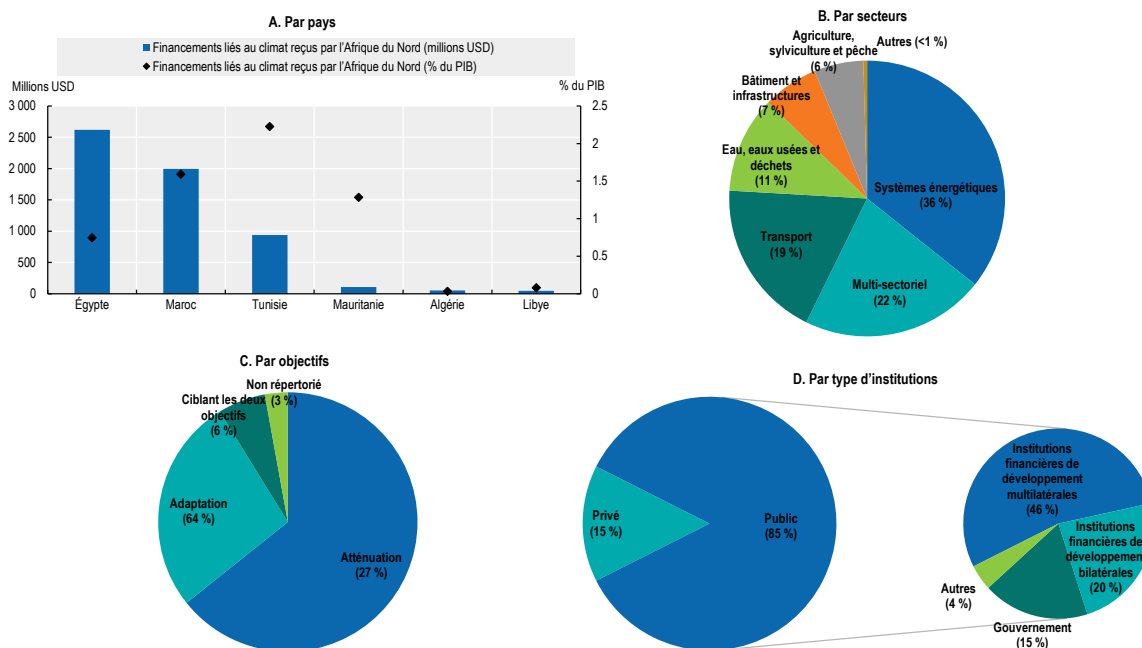 A. Par pays
Financements liés au climat reçus par l'Afrique du Nord (millions USD)
Financements liés au climat reçus par l'Afrique du Nord (% du PIB)
Millions USD
% du PIB
3 000
2 500
2 000
1 500
1 000
500
0
2.5
2
1.5
1
0.5
0
Égypte
Maroc
Tunisie
Mauritanie
Algérie
Libye
B. Par secteurs
Agriculture,
sylviculture et pêche
(6 %)
Autres (<1 %)
Bâtiment et
infrastructures
(7 %)
Eau, eaux usées et
déchets
(11 %)
Systèmes énergétiques
(36 %)
Transport
(19 %)
Multi-sectoriel
(22 %)
C. Par objectifs
Non répertorié
(3 %)
Ciblant les deux
objectifs
(6 %)
Adaptation
(64 %)
Atténuation
(27 %)
D. Par type d'institutions
Privé
(15 %)
Public
(85 %)
Institutions
financières de
développement
multilatérales
(46 %)
Institutions
financières de
développement
bilatérales
(20 %)
Autres
(4 %)
Gouvernement
(15 %)